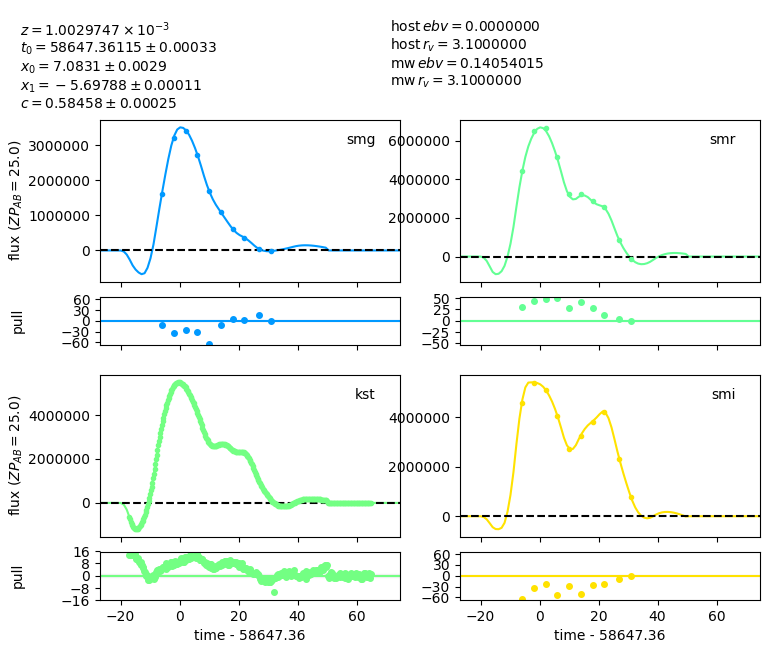 z = 1.0029747 × 10⁻³
t₀ = 58647.36115 ± 0.00033
x₀ = 7.0831 ± 0.0029
x₁ = −5.69788 ± 0.00011
c = 0.58458 ± 0.00025
host ebv = 0.0000000
host r_v = 3.1000000
mw ebv = 0.14054015
mw r_v = 3.1000000
flux (ZP_AB = 25.0)
3000000
2000000
1000000
0
smg
6000000
4000000
2000000
0
smr
pull
60
30
0
−30
−60
50
25
0
−25
−50
flux (ZP_AB = 25.0)
4000000
2000000
0
kst
4000000
2000000
0
smi
pull
16
8
0
−8
−16
−20
0
20
40
60
time - 58647.36
60
30
0
−30
−60
−20
0
20
40
60
time - 58647.36